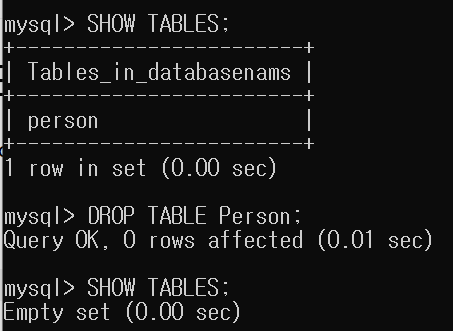 mysql> SHOW TABLES;
+------------------------+
| Tables_in_databasenams |
+------------------------+
| person                 |
+------------------------+
1 row in set (0.00 sec)
mysql> DROP TABLE Person;
Query OK, 0 rows affected (0.01 sec)
mysql> SHOW TABLES;
Empty set (0.00 sec)